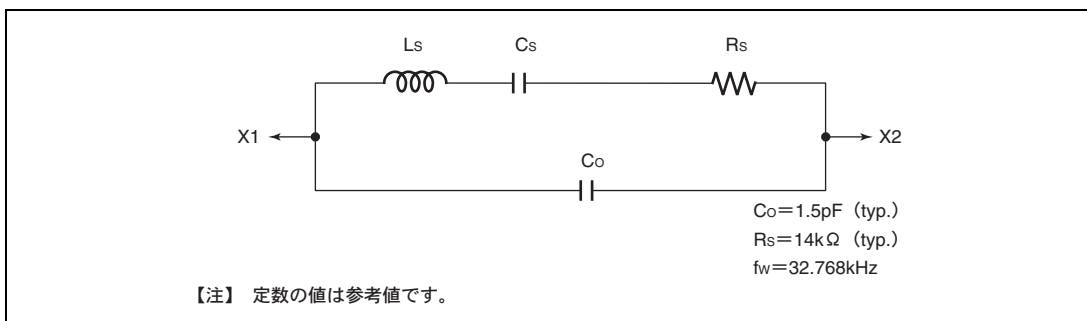 Ls Cs Rs
X1 X2
Co
Co＝1.5pF（typ.）
Rs＝14kΩ（typ.）
fw＝32.768kHz
【注】 定数の値は参考値です。